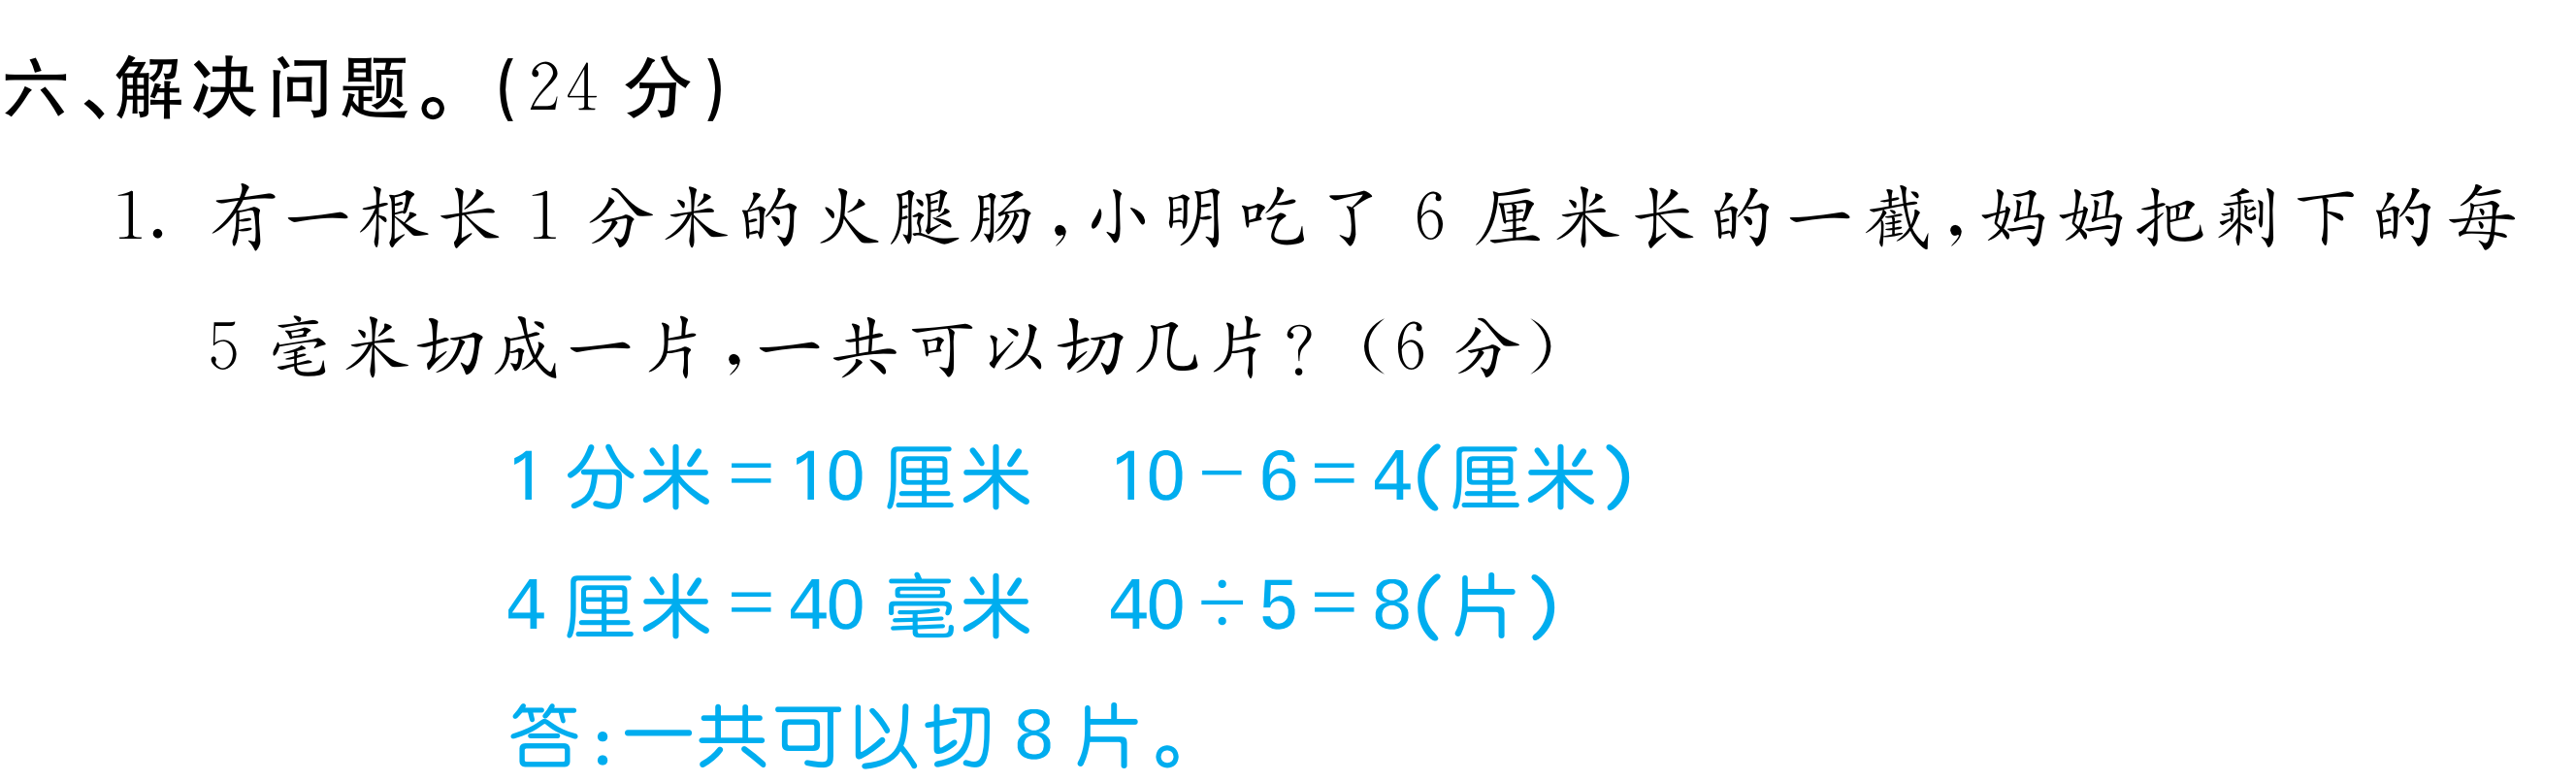 六、解决问题。(24 分)
1. 有一根长 1 分米的火腿肠,小明吃了 6 厘米长的一截,妈妈把剩下的每
5 毫米切成一片,一共可以切几片?(6 分)
1 分米=10 厘米 10-6=4(厘米)
4 厘米=40 毫米 40÷5=8(片)
答:一共可以切 8 片。